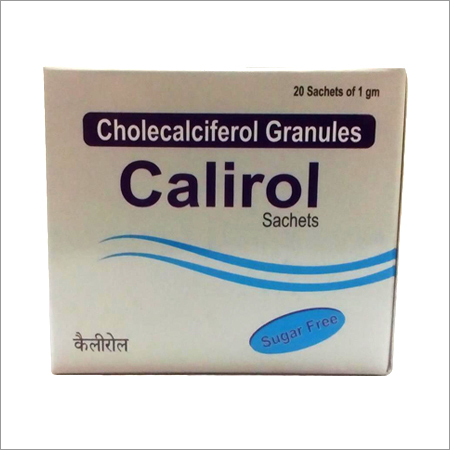 20 Sachets of 1 gm
Cholecalciferol Granules
Calirol
Sachets
Sugar Free
कैलीरोल